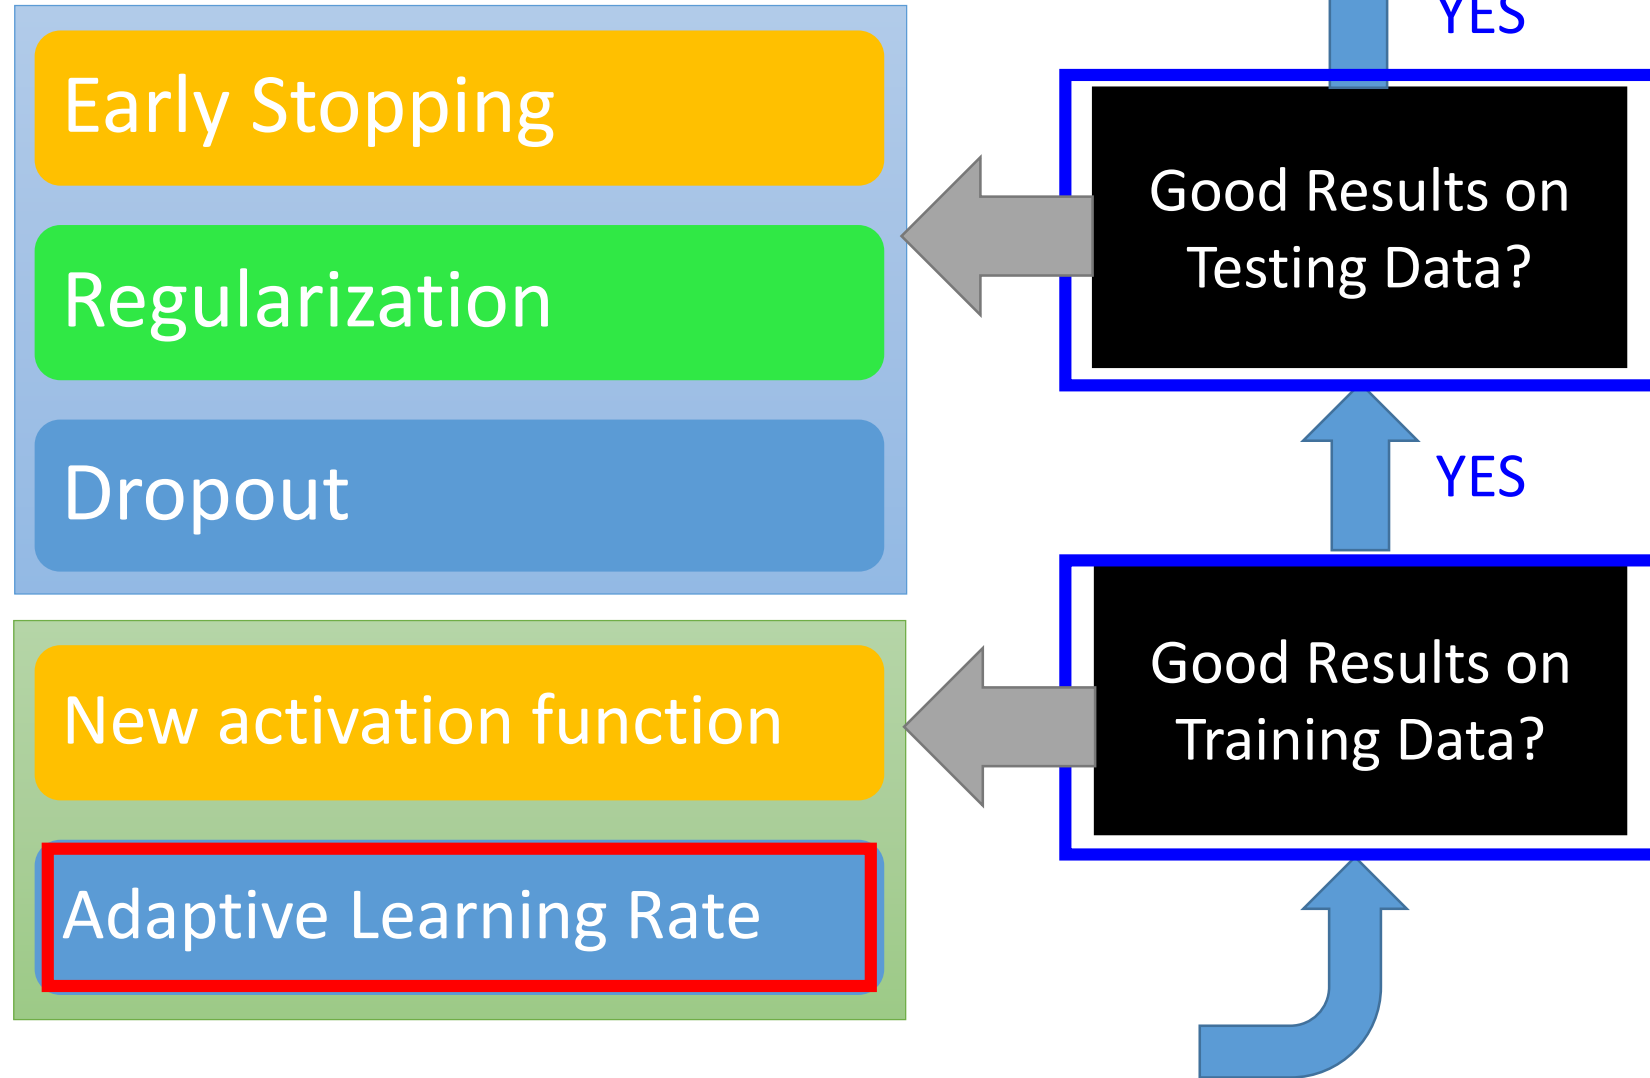 Early Stopping
Regularization
Dropout
New activation function
Adaptive Learning Rate
YES
Good Results on
Testing Data?
YES
Good Results on
Training Data?